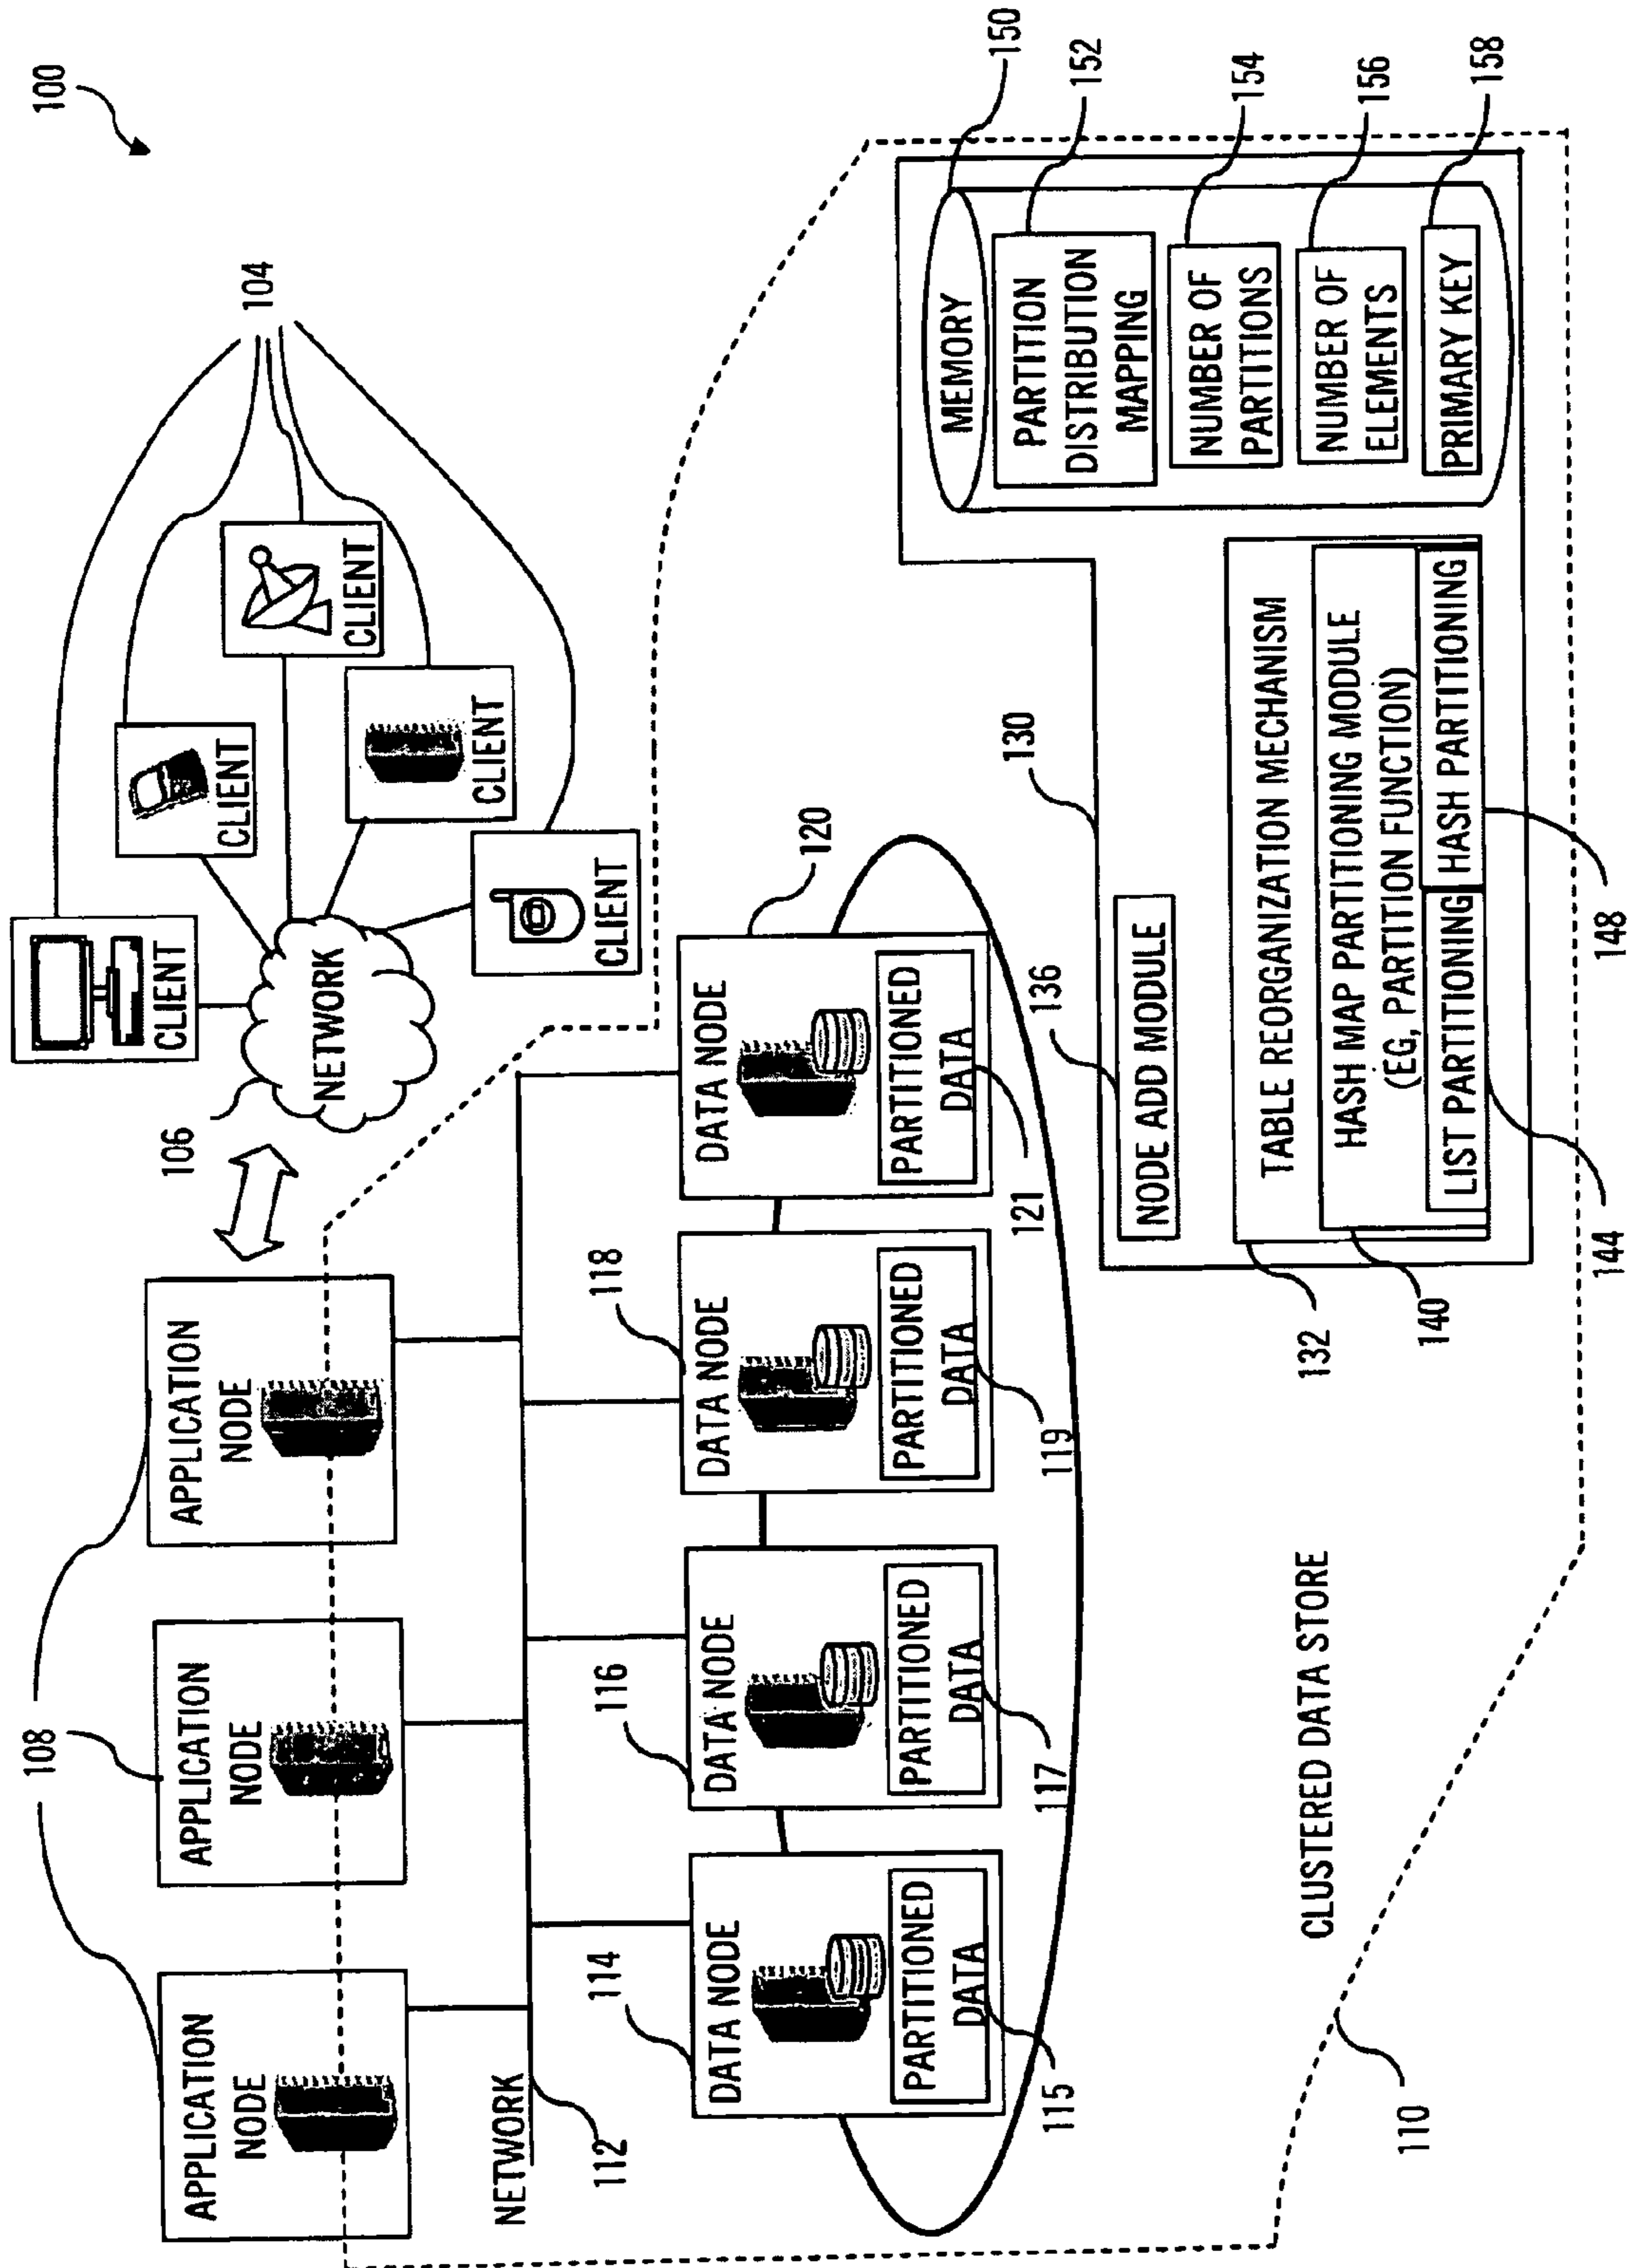 100
108
APPLICATION
NODE
APPLICATION
NODE
APPLICATION
NODE
106
NETWORK
CLIENT
CLIENT
CLIENT
CLIENT
CLIENT
104
NETWORK
112
114
DATA NODE
PARTITIONED
DATA
115
116
DATA NODE
PARTITIONED
DATA
117
118
DATA NODE
PARTITIONED
DATA
119
120
DATA NODE
PARTITIONED
DATA
121
130
136
NODE ADD MODULE
132
TABLE REORGANIZATION MECHANISM
140
HASH MAP PARTITIONING MODULE
(EG, PARTITION FUNCTION)
LIST PARTITIONING
HASH PARTITIONING
144
148
MEMORY
150
PARTITION
DISTRIBUTION
MAPPING
152
NUMBER OF
PARTITIONS
154
NUMBER OF
ELEMENTS
156
PRIMARY KEY
158
CLUSTERED DATA STORE
110